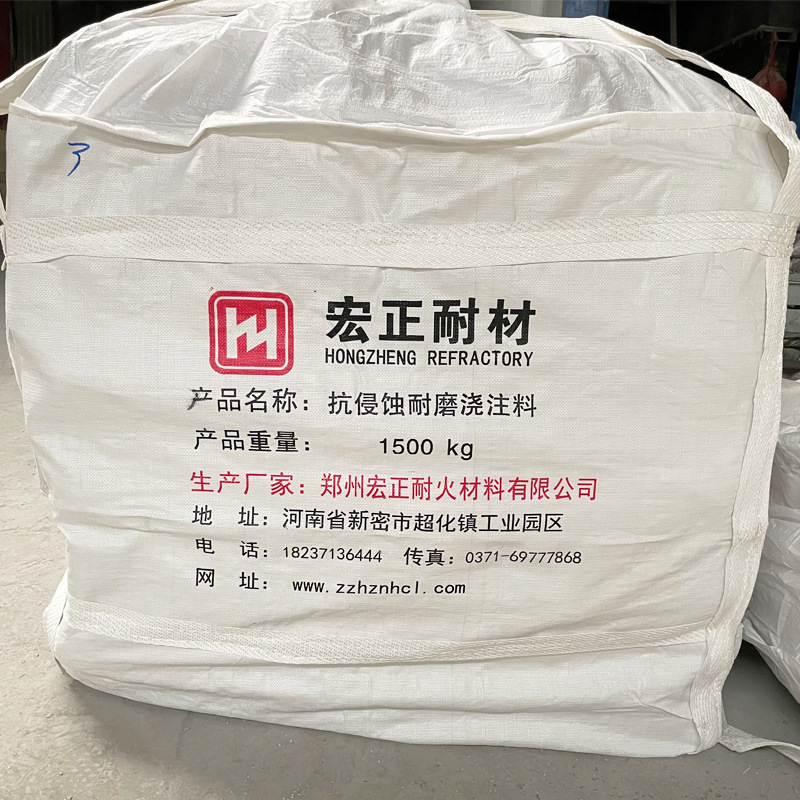 3
宏正耐材
HONGZHENG REFRACTORY
产品名称：抗侵蚀耐磨浇注料
产品重量： 1500 kg
生产厂家：郑州宏正耐火材料有限公司
地 址：河南省新密市超化镇工业园区
电 话：18237136444 传真：0371-69777868
网 址： www.zzhznhcl.com